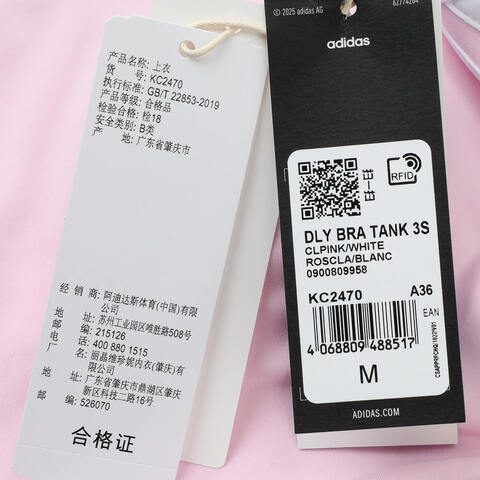 产品名称: 上衣
货 号: KC2470
执行标准: GB/T 22853-2019
产品等级: 合格品
检验合格: 检18
安全类别: B类
产 地: 广东省肇庆市
经 销 商: 阿迪达斯体育(中国)有限
公司
地 址: 苏州工业园区唯胜路508号
邮 编: 215126
电 话: 400 880 1515
制 造 商: 丽晶维珍妮内衣(肇庆)有
限公司
地 址: 广东省肇庆市鼎湖区肇庆
新区科技二路16号
邮 编: 526070
合格证
© 2025 adidas AG
adidas
RFID
DLY BRA TANK 3S
CLPINK/WHITE
ROSCLA/BLANC
0900809958
KC2470 A36
EAN
4 068809 488517
M
ADIDAS.COM